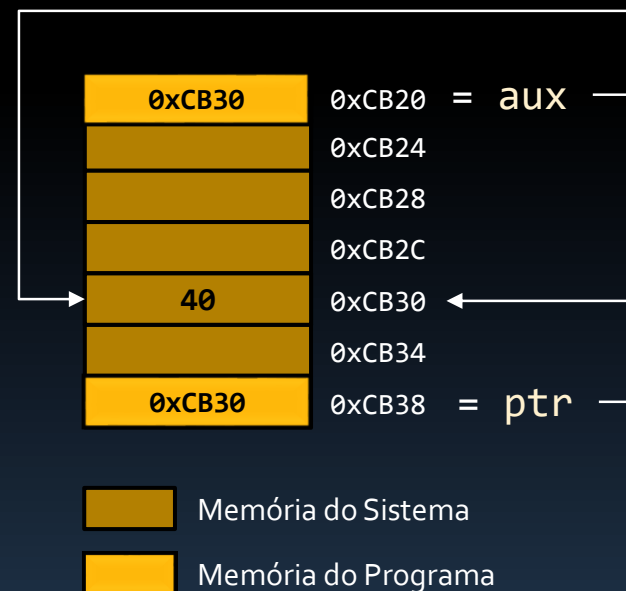 0xCB30 0xCB20 = aux
0xCB24
0xCB28
0xCB2C
40 0xCB30
0xCB34
0xCB30 0xCB38 = ptr
Memória do Sistema
Memória do Programa